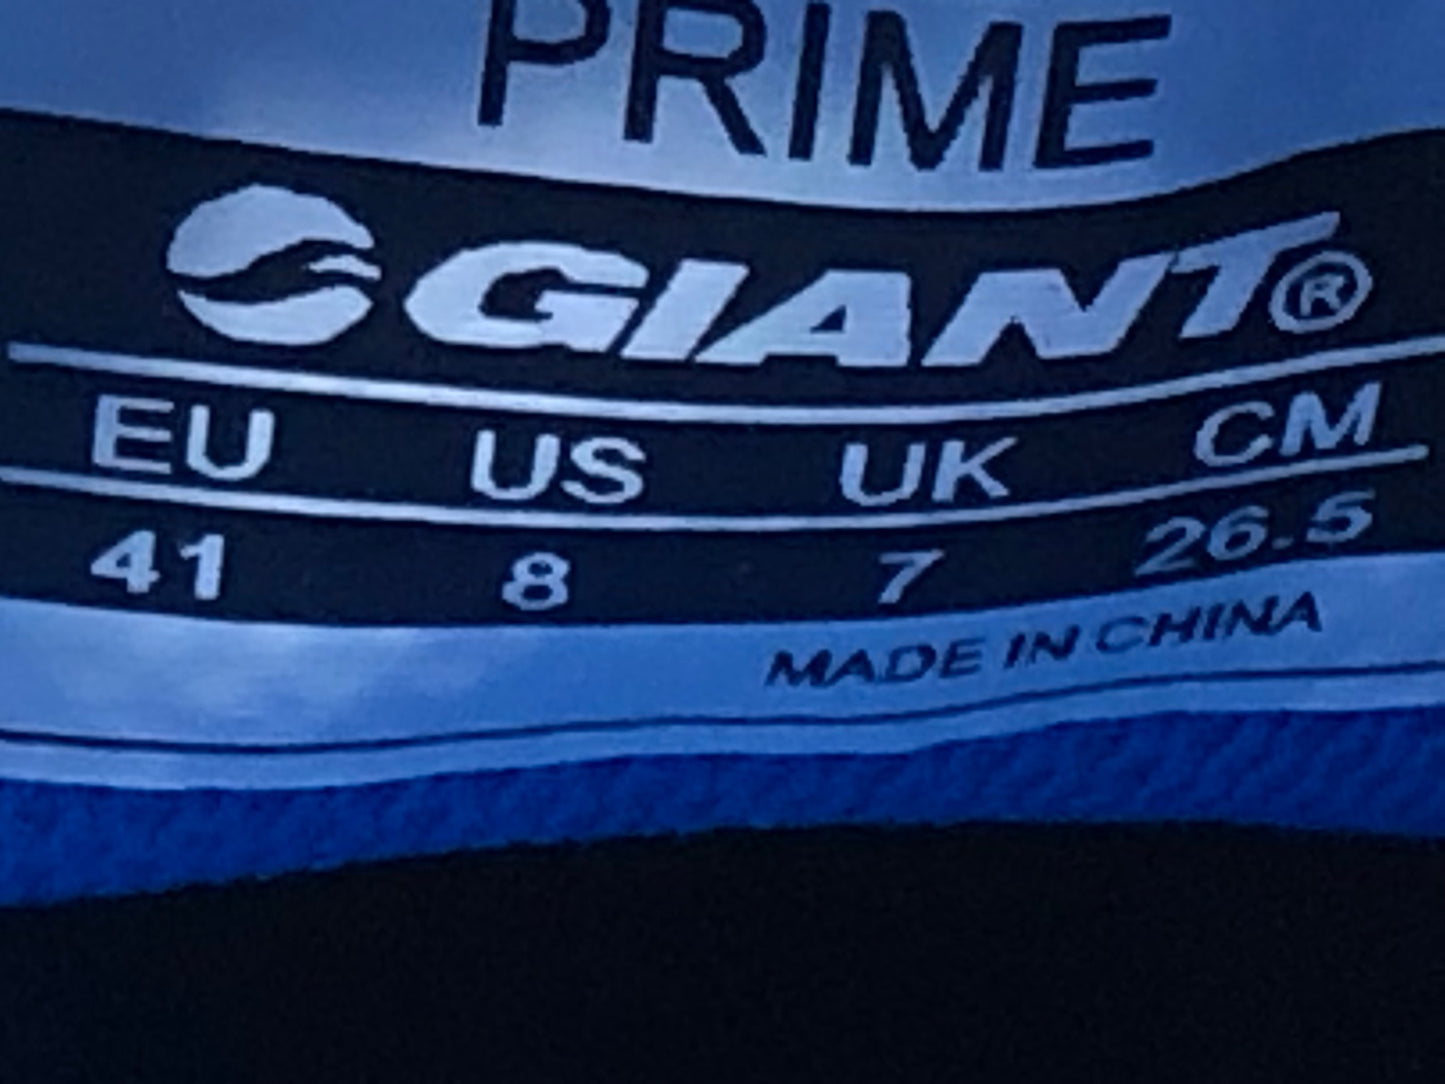 PRIME
GIANT®
EU US UK CM
41 8 7 26.5
MADE IN CHINA